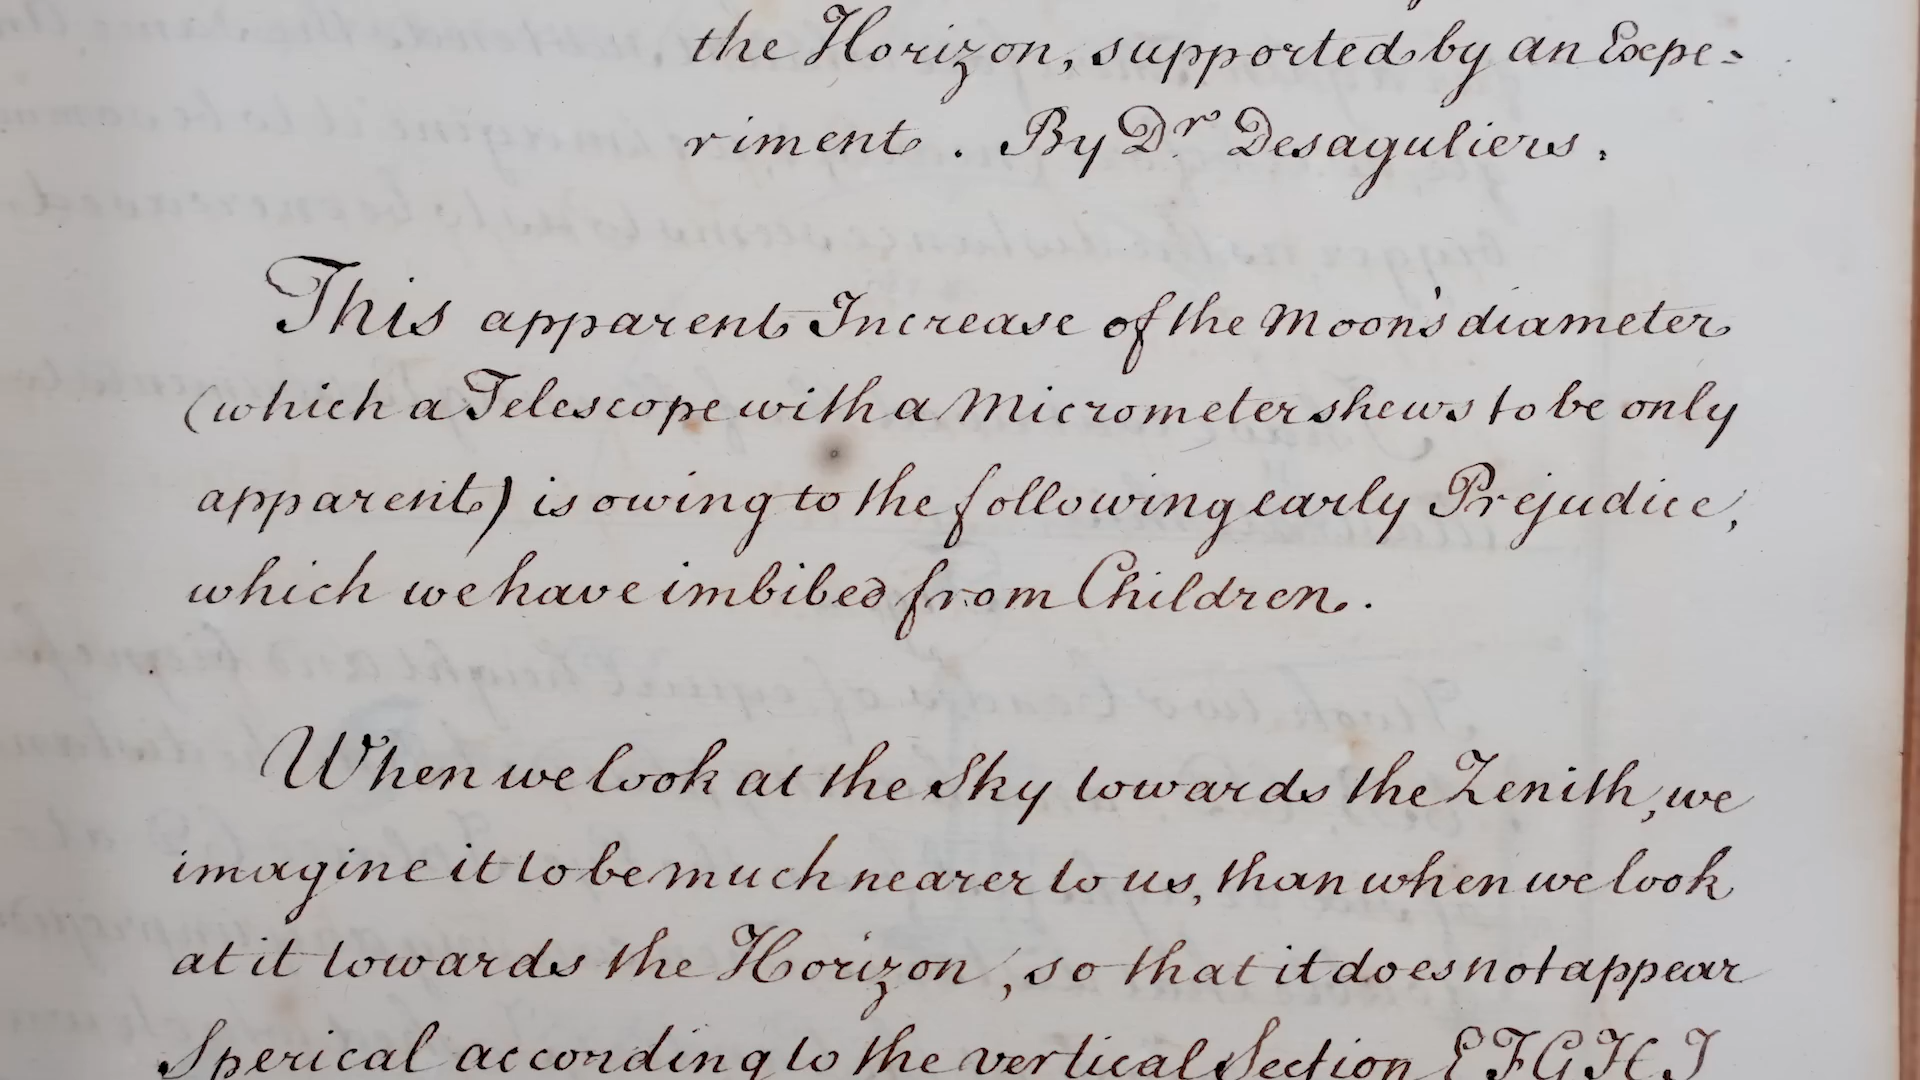 the Horizon, supported by an Expe=
riment. By Dr. Desaguliers.
This apparent Increase of the Moon's diameter
(which a Telescope with a Micrometer shews to be only
apparent) is owing to the following early Prejudice,
which we have imbibed from Children.
When we look at the Sky towards the Zenith, we
imagine it to be much nearer to us, than when we look
at it towards the Horizon, so that it does not appear
Sperical according to the vertical Section EFGHI